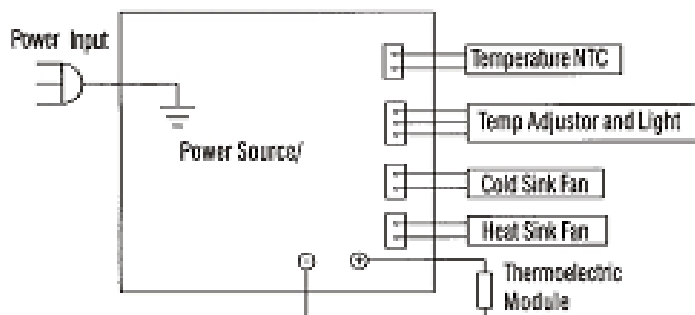 Power Input
Temperature NTC
Temp Adjustor and Light
Power Source/
Cold Sink Fan
Heat Sink Fan
Thermoelectric
Module